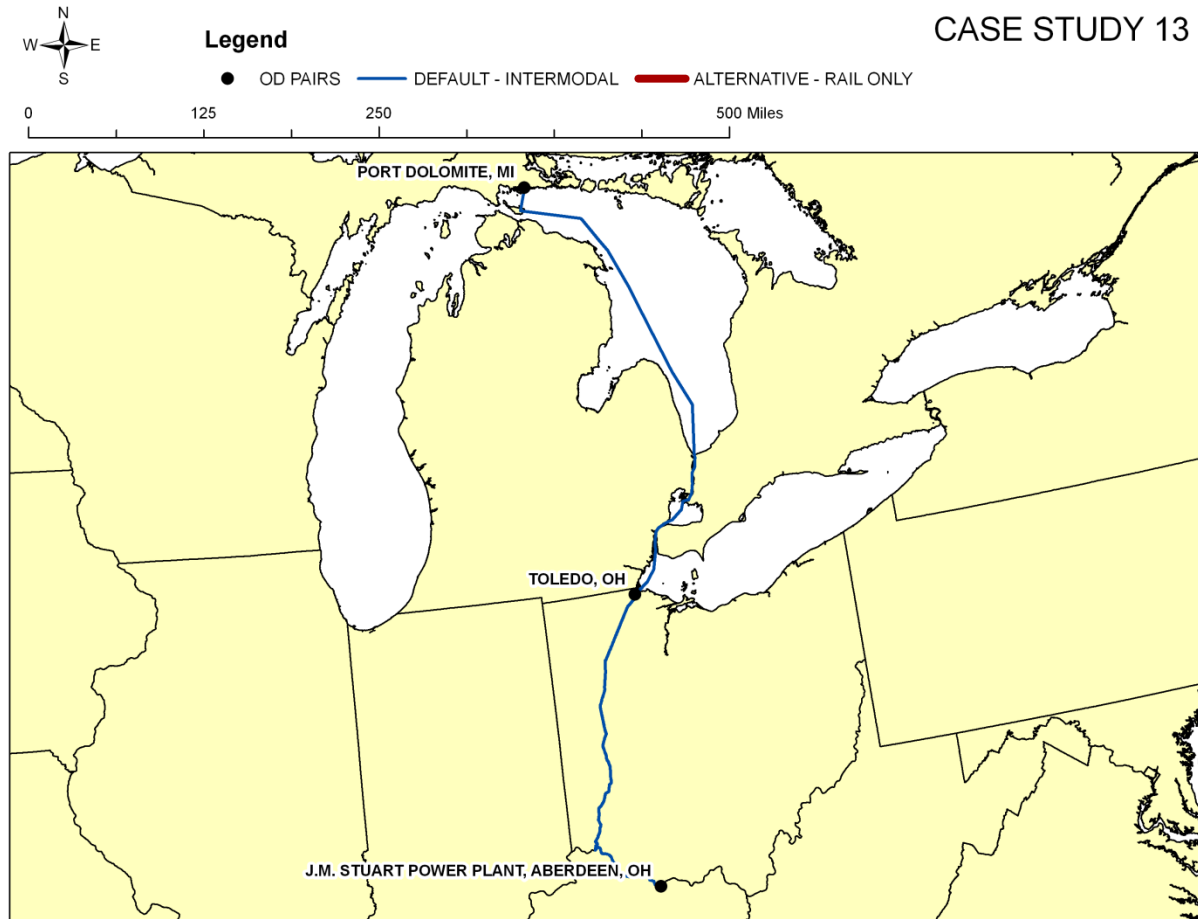 CASE STUDY 13
N
W E
S
Legend
OD PAIRS DEFAULT - INTERMODAL ALTERNATIVE - RAIL ONLY
0 125 250 500 Miles
PORT DOLOMITE, MI
TOLEDO, OH
J.M. STUART POWER PLANT, ABERDEEN, OH